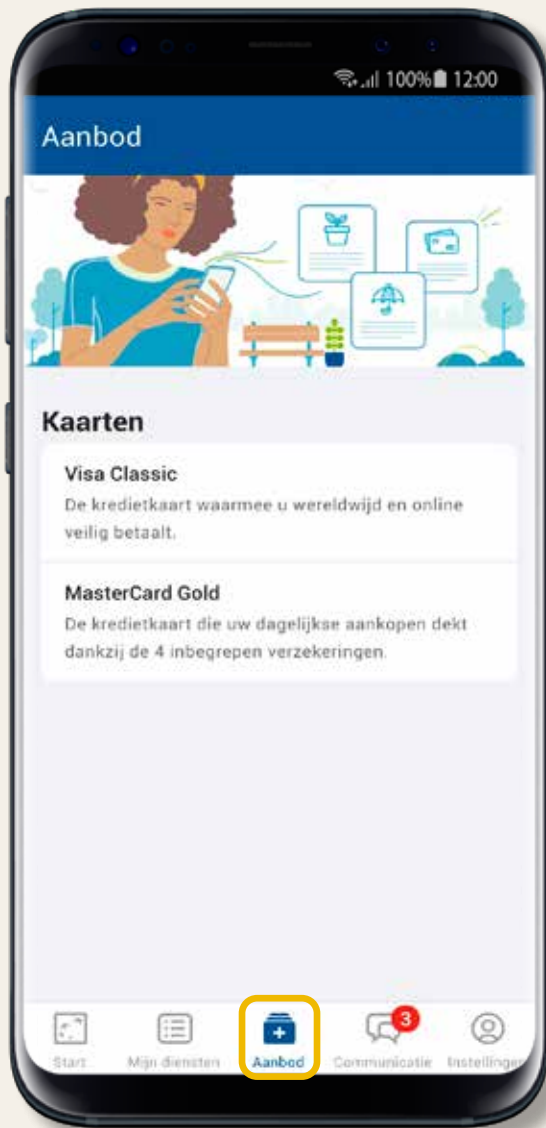 100% 12:00
Aanbod
Kaarten
Visa Classic
De kredietkaart waarmee u wereldwijd en online
veilig betaalt.
MasterCard Gold
De kredietkaart die uw dagelijkse aankopen dekt
dankzij de 4 inbegrepen verzekeringen.
3
Start Mijn diensten Aanbod Communicatie Instellingen